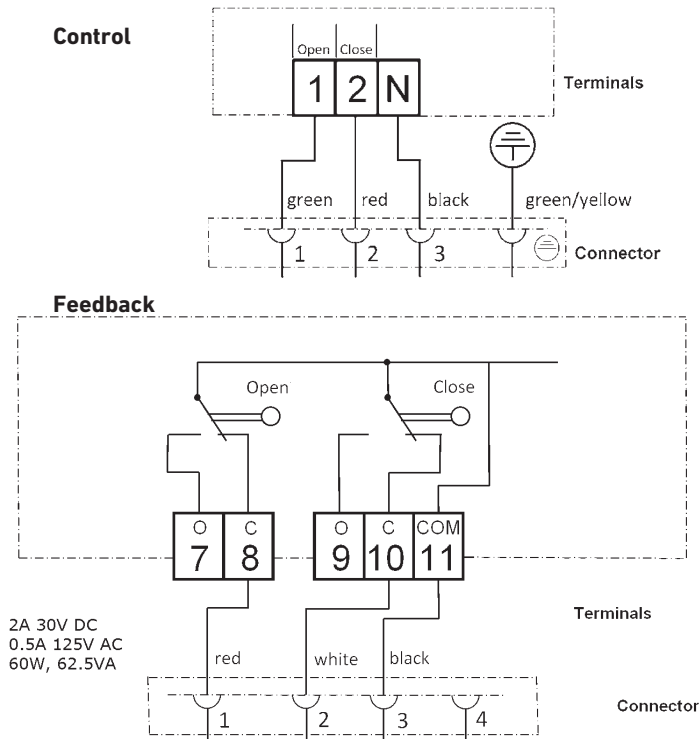 Control
Open Close
1 2 N
Terminals
green red black green/yellow
1 2 3
Connector
Feedback
Open Close
O C O C COM
7 8 9 10 11
Terminals
2A 30V DC
0.5A 125V AC
60W, 62.5VA
red white black
Connector
1 2 3 4